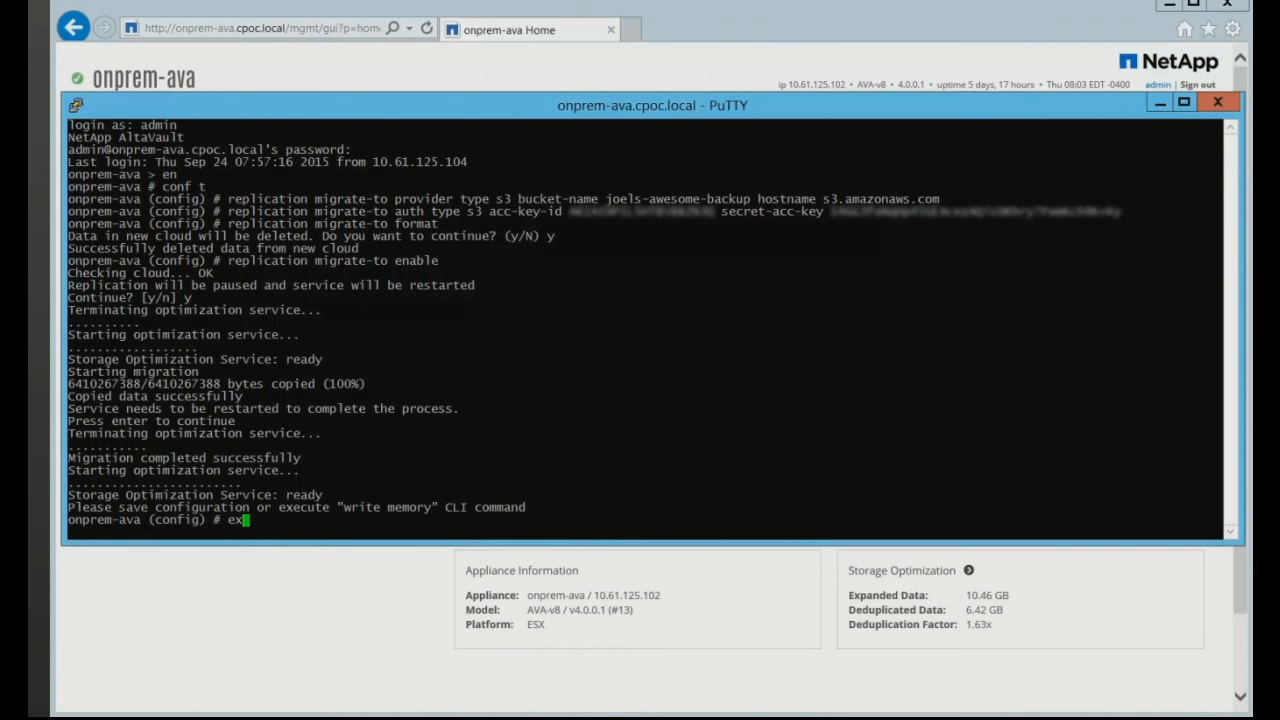 http://onprem-ava.cpoc.local/mgmt/gui?p=hom
onprem-ava Home
onprem-ava
NetApp
ip 10.61.125.102 • AVA-v8 • 4.0.0.1 • uptime 5 days, 17 hours • Thu 08:03 EDT -0400 admin | Sign out
onprem-ava.cpoc.local - PuTTY
login as: admin
NetApp AltaVault
admin@onprem-ava.cpoc.local's password:
Last login: Thu Sep 24 07:57:16 2015 from 10.61.125.104
onprem-ava > en
onprem-ava # conf t
onprem-ava (config) # replication migrate-to provider type s3 bucket-name joels-awesome-backup hostname s3.amazonaws.com
onprem-ava (config) # replication migrate-to auth type s3 acc-key-id secret-acc-key
onprem-ava (config) # replication migrate-to format
Data in new cloud will be deleted. Do you want to continue? (y/N) y
Successfully deleted data from new cloud
onprem-ava (config) # replication migrate-to enable
Checking cloud... OK
Replication will be paused and service will be restarted
Continue? [y/n] y
Terminating optimization service...
..........
Starting optimization service...
..................
Storage Optimization Service: ready
Starting migration
6410267388/6410267388 bytes copied (100%)
Copied data successfully
Service needs to be restarted to complete the process.
Press enter to continue
Terminating optimization service...
...........
Migration completed successfully
Starting optimization service...
........................
Storage Optimization Service: ready
Please save configuration or execute "write memory" CLI command
onprem-ava (config) # ex
Appliance Information
Appliance: onprem-ava / 10.61.125.102
Model: AVA-v8 / v4.0.0.1 (#13)
Platform: ESX
Storage Optimization
Expanded Data: 10.46 GB
Deduplicated Data: 6.42 GB
Deduplication Factor: 1.63x